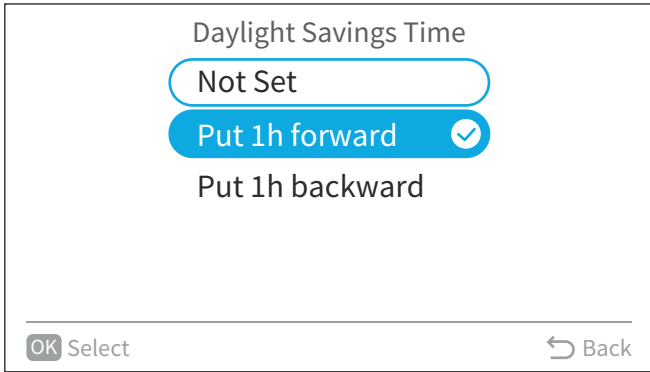 Daylight Savings Time
Not Set
Put 1h forward
Put 1h backward
OK Select Back